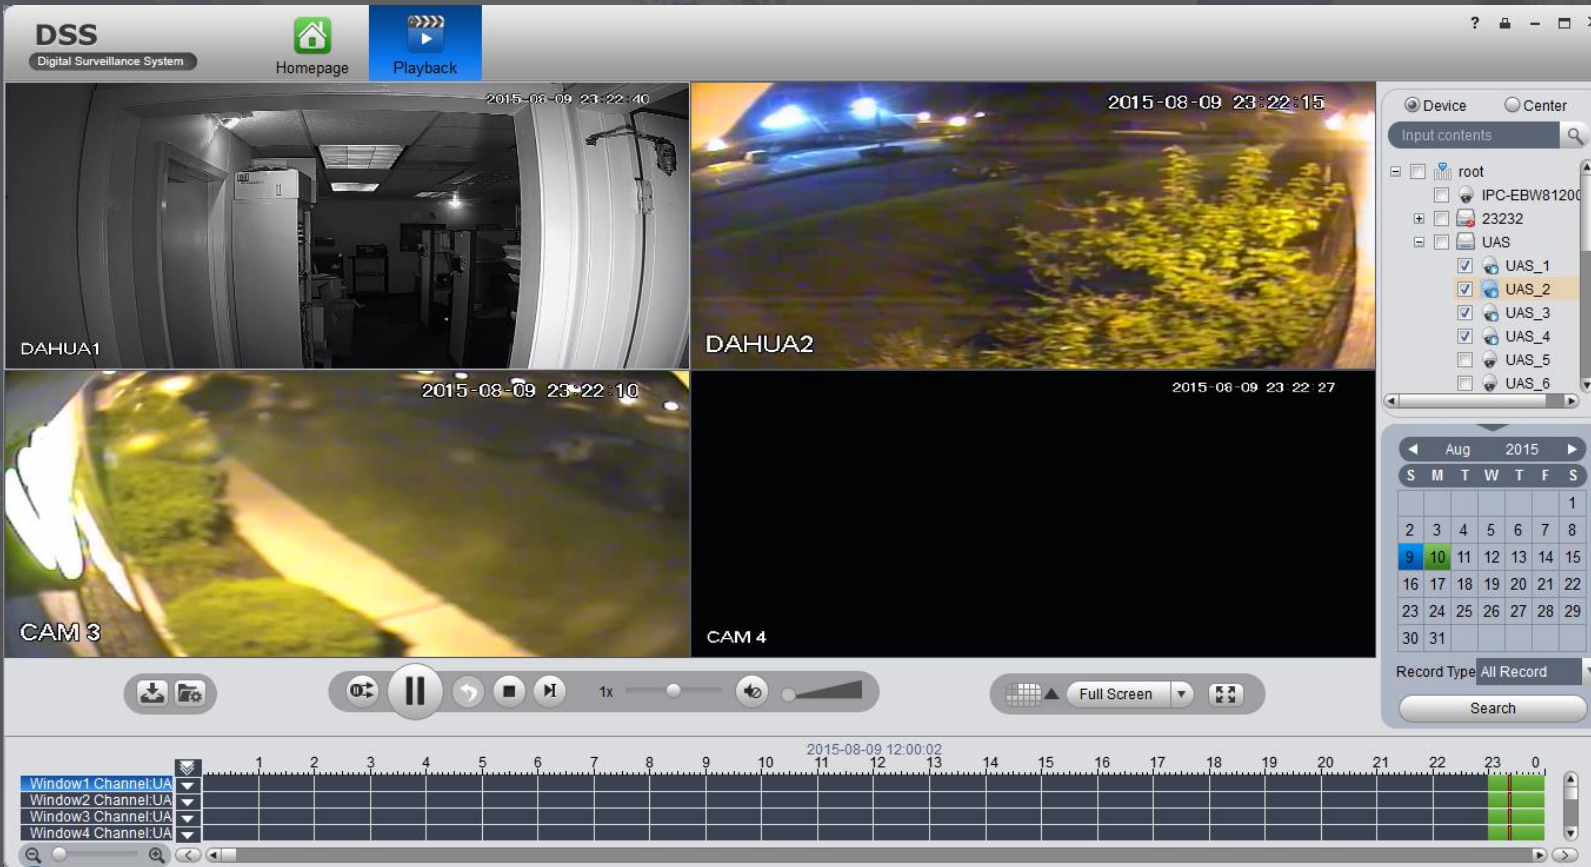 DSS
Digital Surveillance System
Homepage
Playback
?
2015-08-09 23:22:40
DAHUA1
2015-08-09 23:22:15
DAHUA2
2015-08-09 23:22:10
CAM 3
2015-08-09 23:22:27
CAM 4
Device Center
Input contents
root
IPC-EBW8120
23232
UAS
UAS_1
UAS_2
UAS_3
UAS_4
UAS_5
UAS_6
Aug 2015
S M T W T F S
1
2 3 4 5 6 7 8
9 10 11 12 13 14 15
16 17 18 19 20 21 22
23 24 25 26 27 28 29
30 31
Record Type All Record
Search
1x
Full Screen
2015-08-09 12:00:02
1 2 3 4 5 6 7 8 9 10 11 12 13 14 15 16 17 18 19 20 21 22 23 0
Window1 Channel:UA
Window2 Channel:UA
Window3 Channel:UA
Window4 Channel:UA